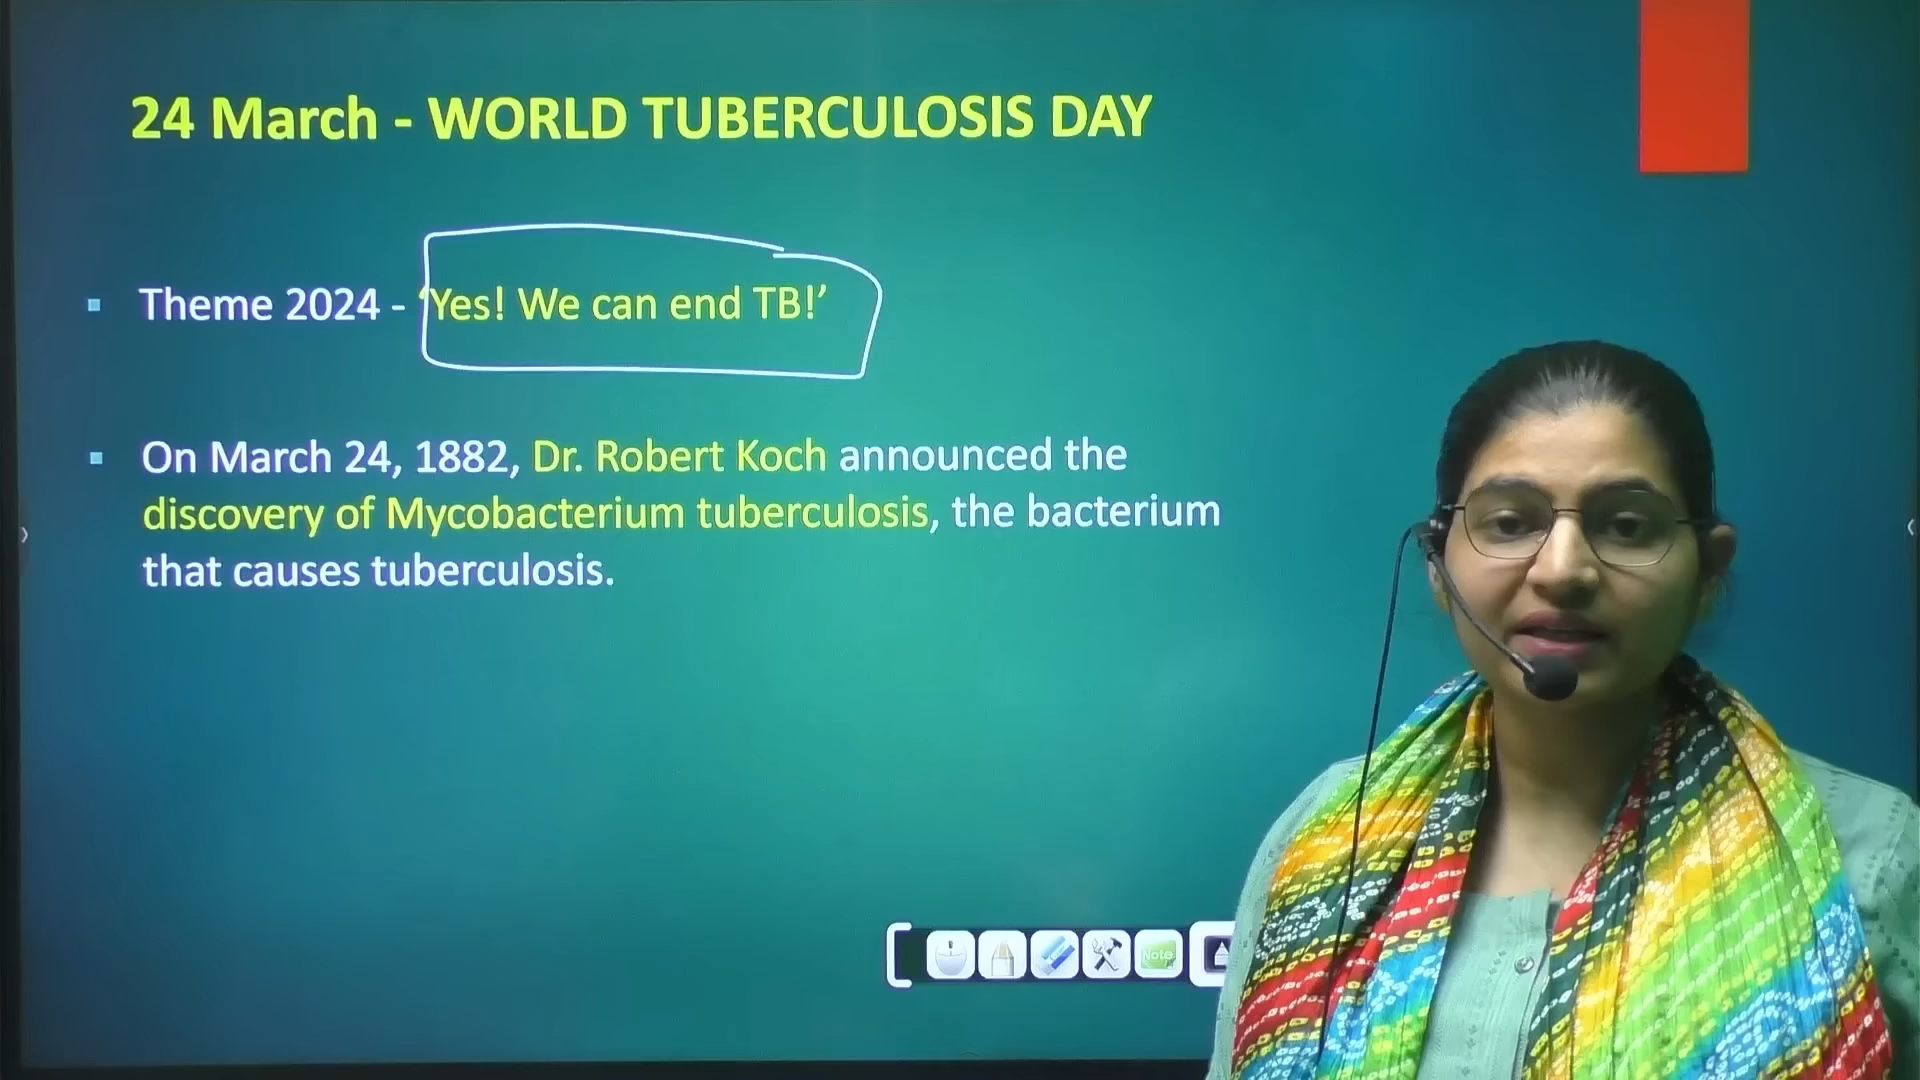 24 March - WORLD TUBERCULOSIS DAY
Theme 2024 - ‘Yes! We can end TB!’
On March 24, 1882, Dr. Robert Koch announced the
discovery of Mycobacterium tuberculosis, the bacterium
that causes tuberculosis.
Note